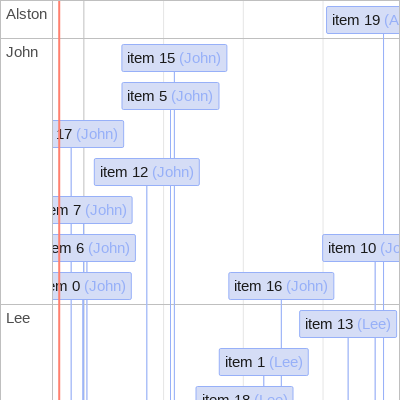 Alston
item 19 (A
John
item 15 (John)
item 5 (John)
17 (John)
item 12 (John)
em 7 (John)
em 6 (John)
item 10 (Jo
em 0 (John)
item 16 (John)
Lee
item 13 (Lee)
item 1 (Lee)
item 18 (Lee)